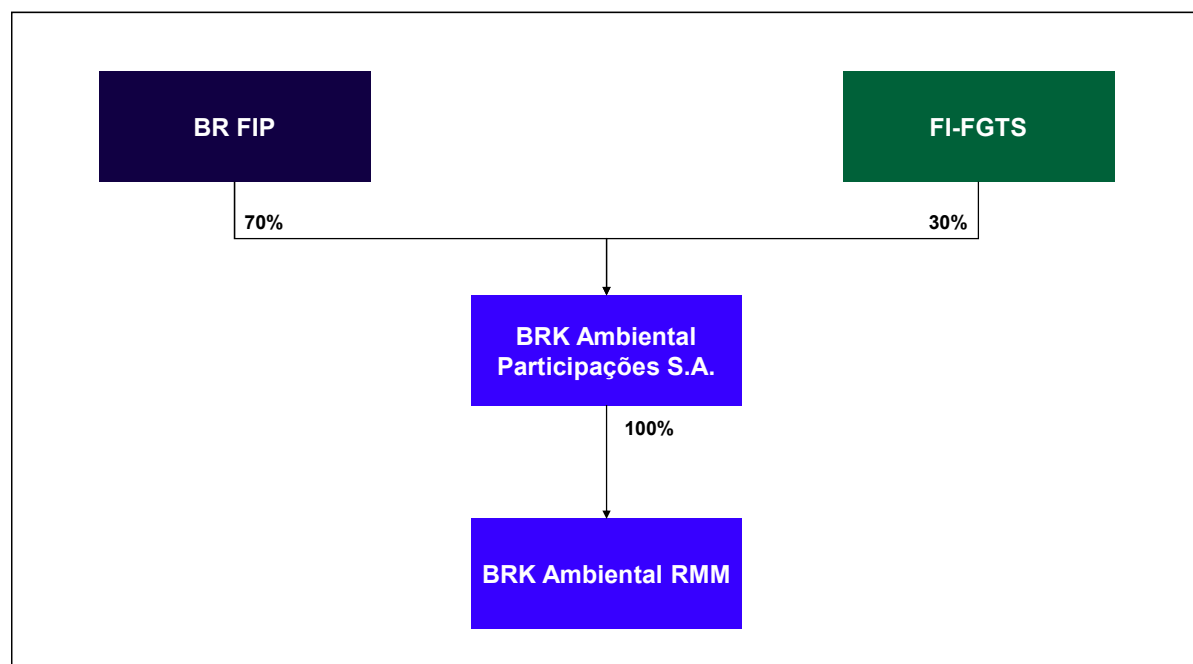 BR FIP
FI-FGTS
70%
30%
BRK Ambiental
Participações S.A.
100%
BRK Ambiental RMM